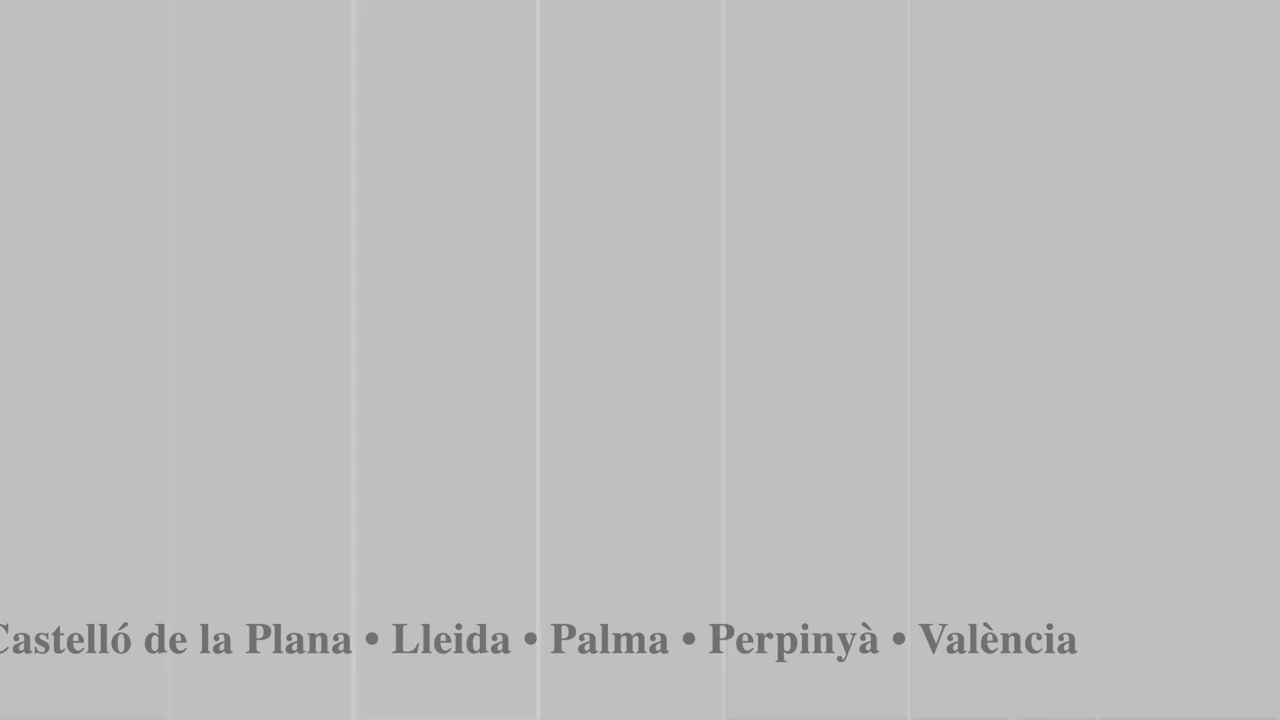 Castelló de la Plana • Lleida • Palma • Perpinyà • València